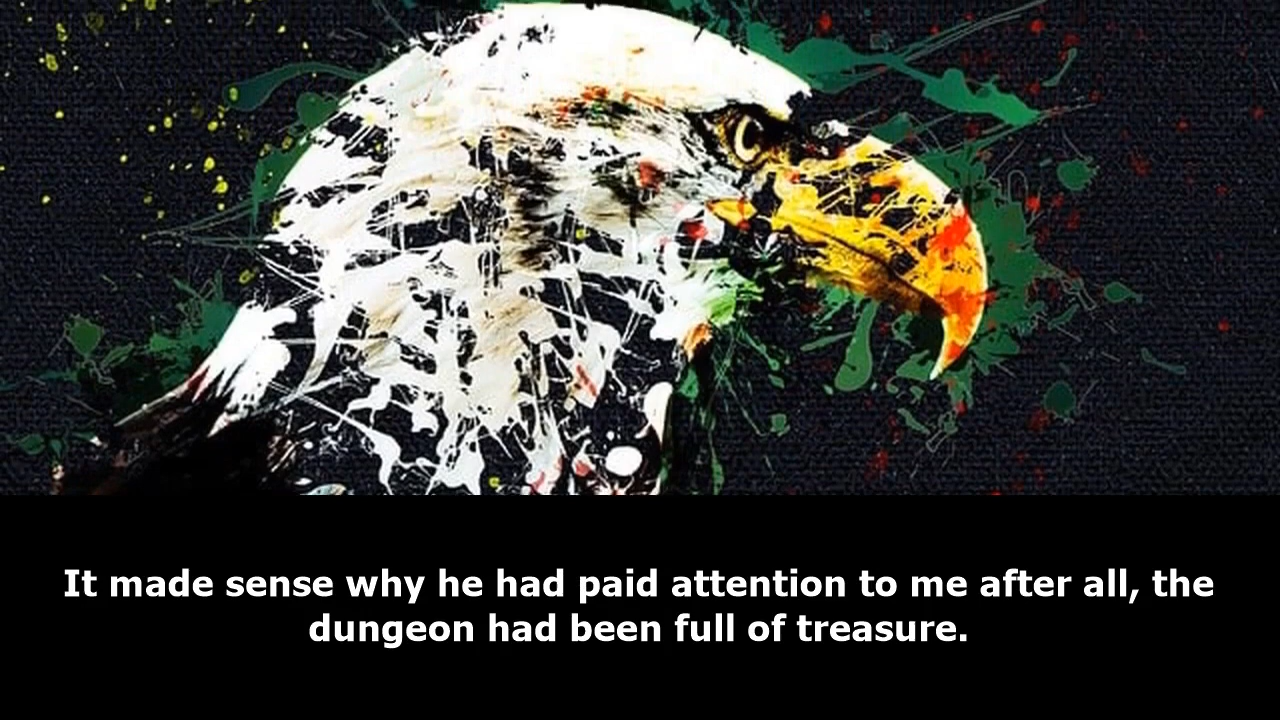 It made sense why he had paid attention to me after all, the
dungeon had been full of treasure.